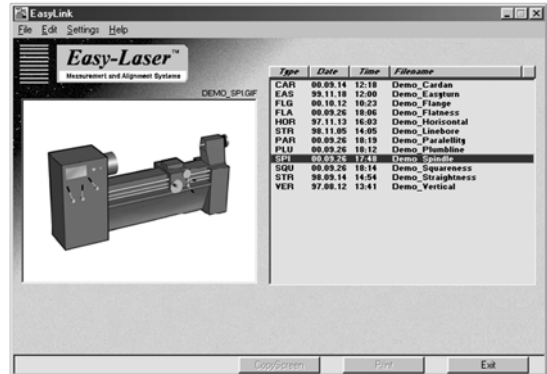 EasyLink
File Edit Settings Help
Easy-Laser™
Measurement and Alignment Systems
DEMO_SPI.GIF
Type Date Time Filename
CAR 00.09.14 12:18 Demo_Cardan
EAS 99.11.18 12:00 Demo_Easyturn
FLG 00.10.12 10:23 Demo_Flange
FLA 00.09.26 18:06 Demo_Flatness
HOR 97.11.13 16:03 Demo_Horisontal
STR 98.11.05 14:05 Demo_Linebore
PAR 00.09.26 18:19 Demo_Paralellity
PLU 00.09.26 18:12 Demo_Plumbline
SPI 00.09.26 17:48 Demo_Spindle
SQU 00.09.26 18:14 Demo_Squareness
STR 98.09.14 14:54 Demo_Straightness
VER 97.08.12 13:41 Demo_Vertical
CopyScreen Print Exit